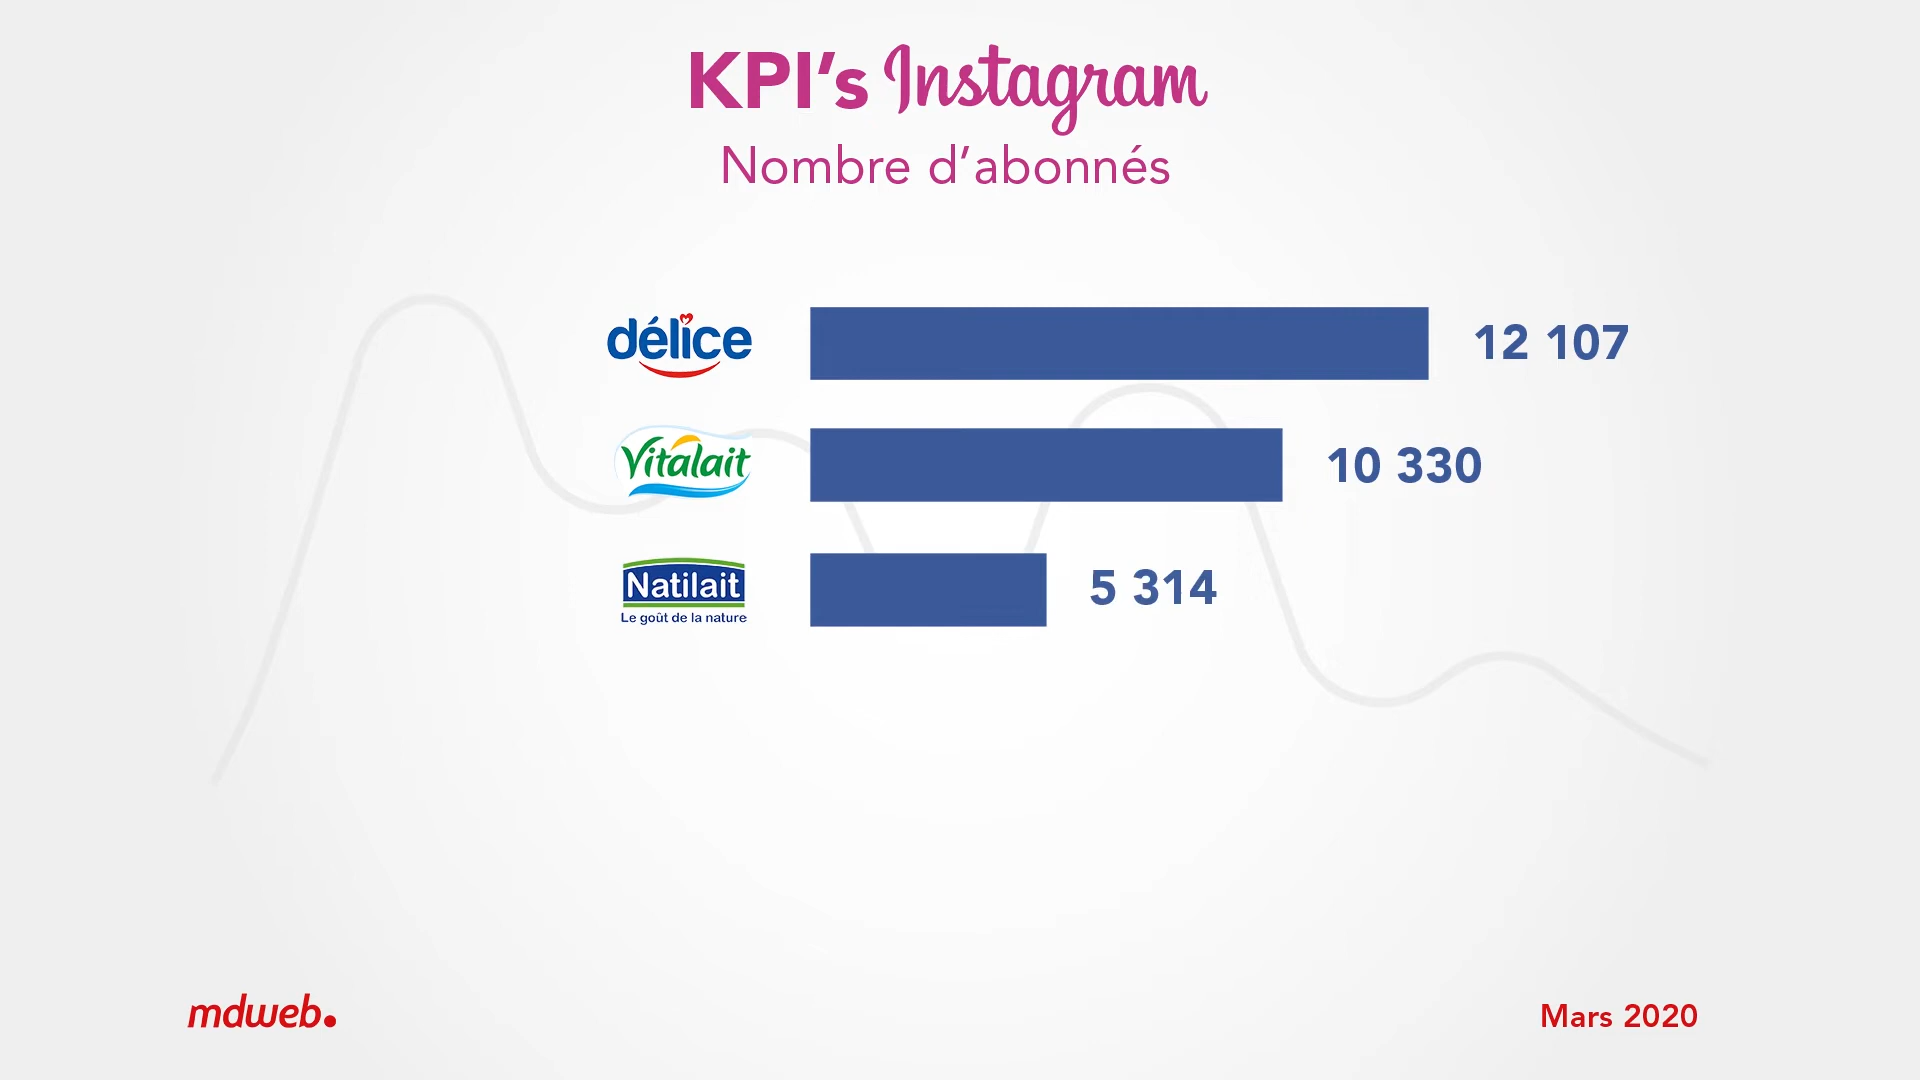 KPI’s Instagram
Nombre d’abonnés
délice 12 107
Vitalait 10 330
Natilait 5 314
Le goût de la nature
mdweb.
Mars 2020